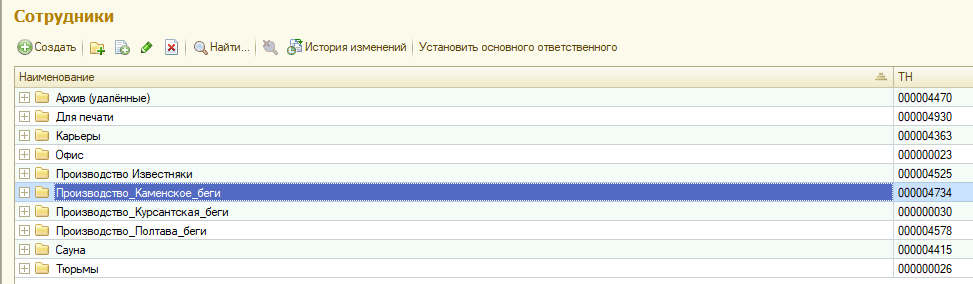 Сотрудники
Создать Найти... История изменений Установить основного ответственного
Наименование ТН
Архив (удалённые) 000004470
Для печати 000004930
Карьеры 000004363
Офис 000000023
Производство Известняки 000004525
Производство_Каменское_беги 000004734
Производство_Курсантская_беги 000000030
Производство_Полтава_беги 000004578
Сауна 000004415
Тюрьмы 000000026